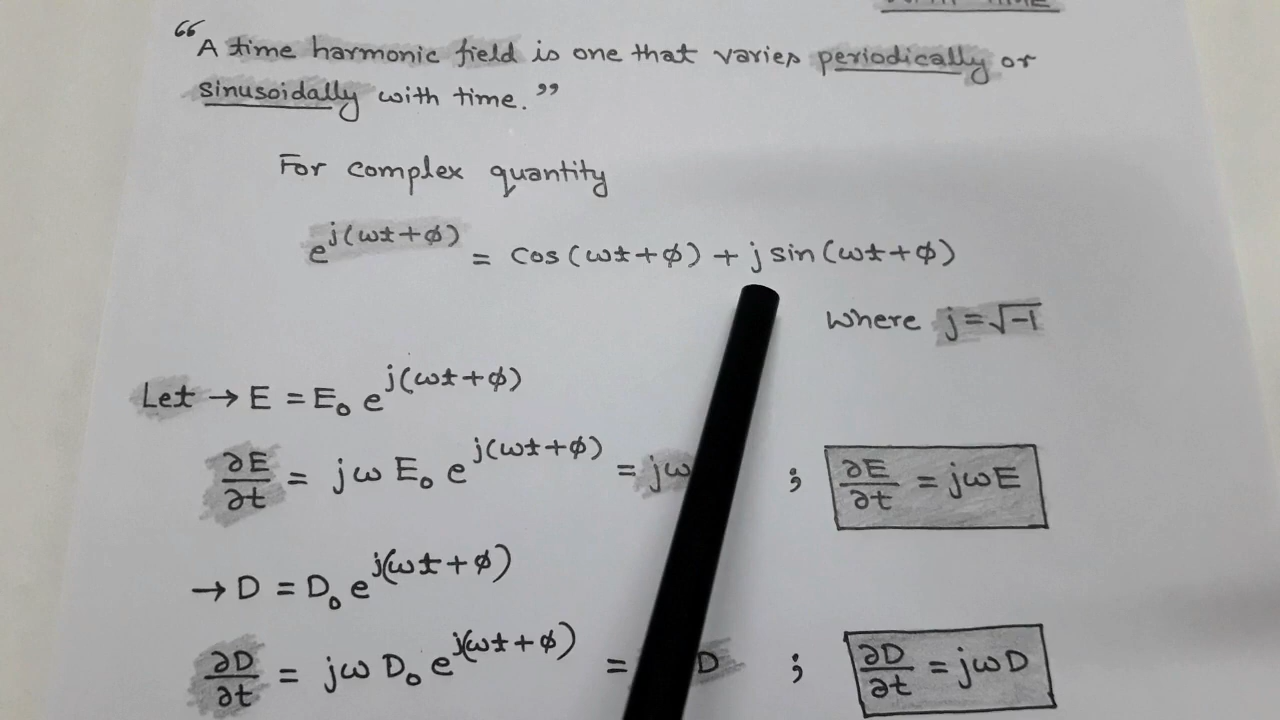 “A time harmonic field is one that varies periodically or
sinusoidally with time.”
For complex quantity
e^j(ωt+φ) = cos(ωt+φ) + j sin(ωt+φ)
where j=√-1
Let → E = E₀ e^j(ωt+φ)
∂E/∂t = jω E₀ e^j(ωt+φ) = jω ; ∂E/∂t = jωE
→ D = D₀ e^j(ωt+φ)
∂D/∂t = jω D₀ e^j(ωt+φ) = D ; ∂D/∂t = jωD